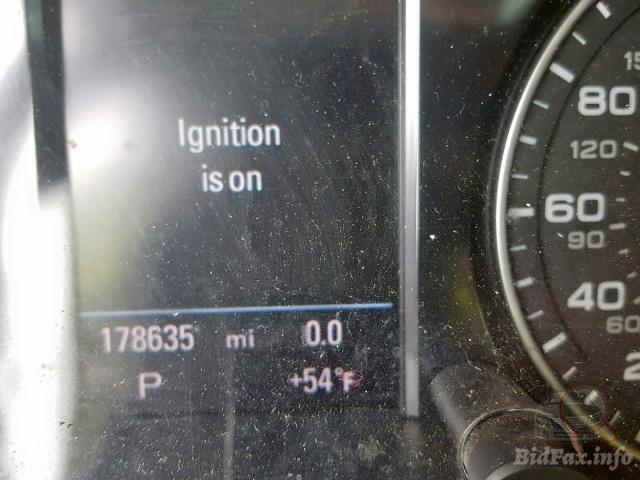 Ignition
is on
178635 mi 0.0
P +54°F
80
120
60
90
40
60
BidFax.info